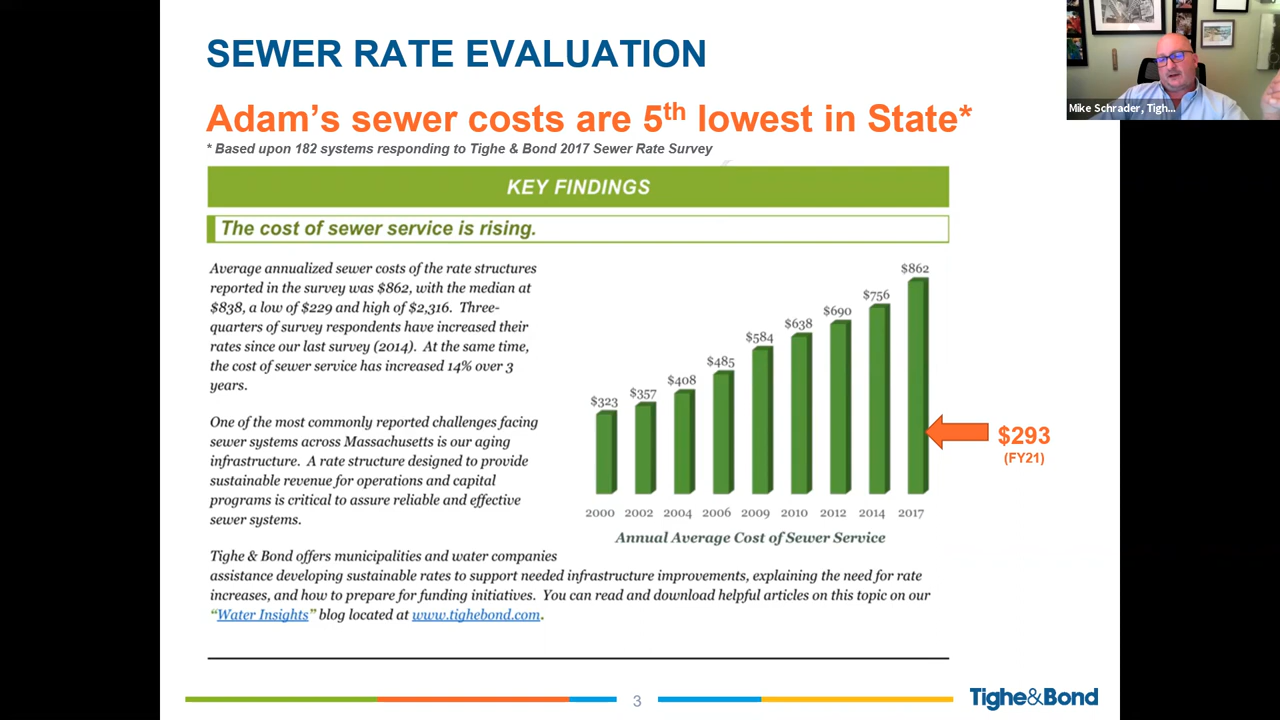 SEWER RATE EVALUATION
Adam's sewer costs are 5th lowest in State*
* Based upon 182 systems responding to Tighe & Bond 2017 Sewer Rate Survey
Mike Schrader, Tigh...
KEY FINDINGS
The cost of sewer service is rising.
Average annualized sewer costs of the rate structures
reported in the survey was $862, with the median at
$838, a low of $229 and high of $2,316. Three-
quarters of survey respondents have increased their
rates since our last survey (2014). At the same time,
the cost of sewer service has increased 14% over 3
years.
One of the most commonly reported challenges facing
sewer systems across Massachusetts is our aging
infrastructure. A rate structure designed to provide
sustainable revenue for operations and capital
programs is critical to assure reliable and effective
sewer systems.
$323 $357 $408 $485 $584 $638 $690 $756 $862
$293
(FY21)
2000 2002 2004 2006 2009 2010 2012 2014 2017
Annual Average Cost of Sewer Service
Tighe & Bond offers municipalities and water companies
assistance developing sustainable rates to support needed infrastructure improvements, explaining the need for rate
increases, and how to prepare for funding initiatives. You can read and download helpful articles on this topic on our
"Water Insights" blog located at www.tighebond.com.
3
Tighe&Bond